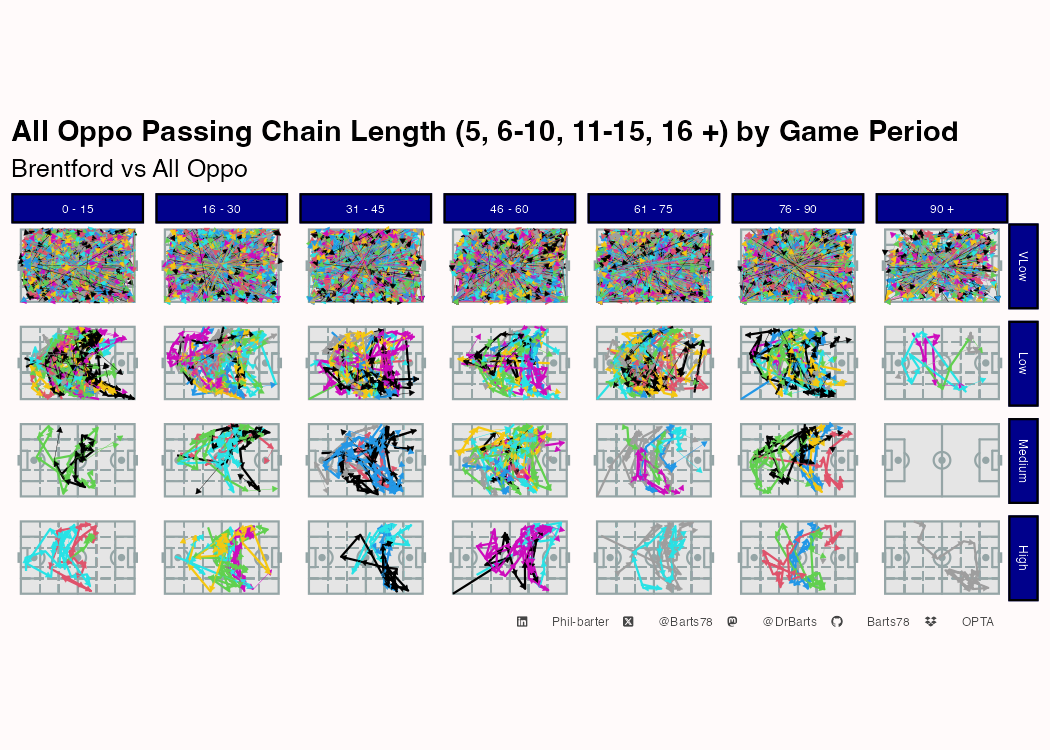 All Oppo Passing Chain Length (5, 6-10, 11-15, 16 +) by Game Period
Brentford vs All Oppo
0 - 15 16 - 30 31 - 45 46 - 60 61 - 75 76 - 90 90 +
VLow
Low
Medium
High
Phil-barter @Barts78 @DrBarts Barts78 OPTA